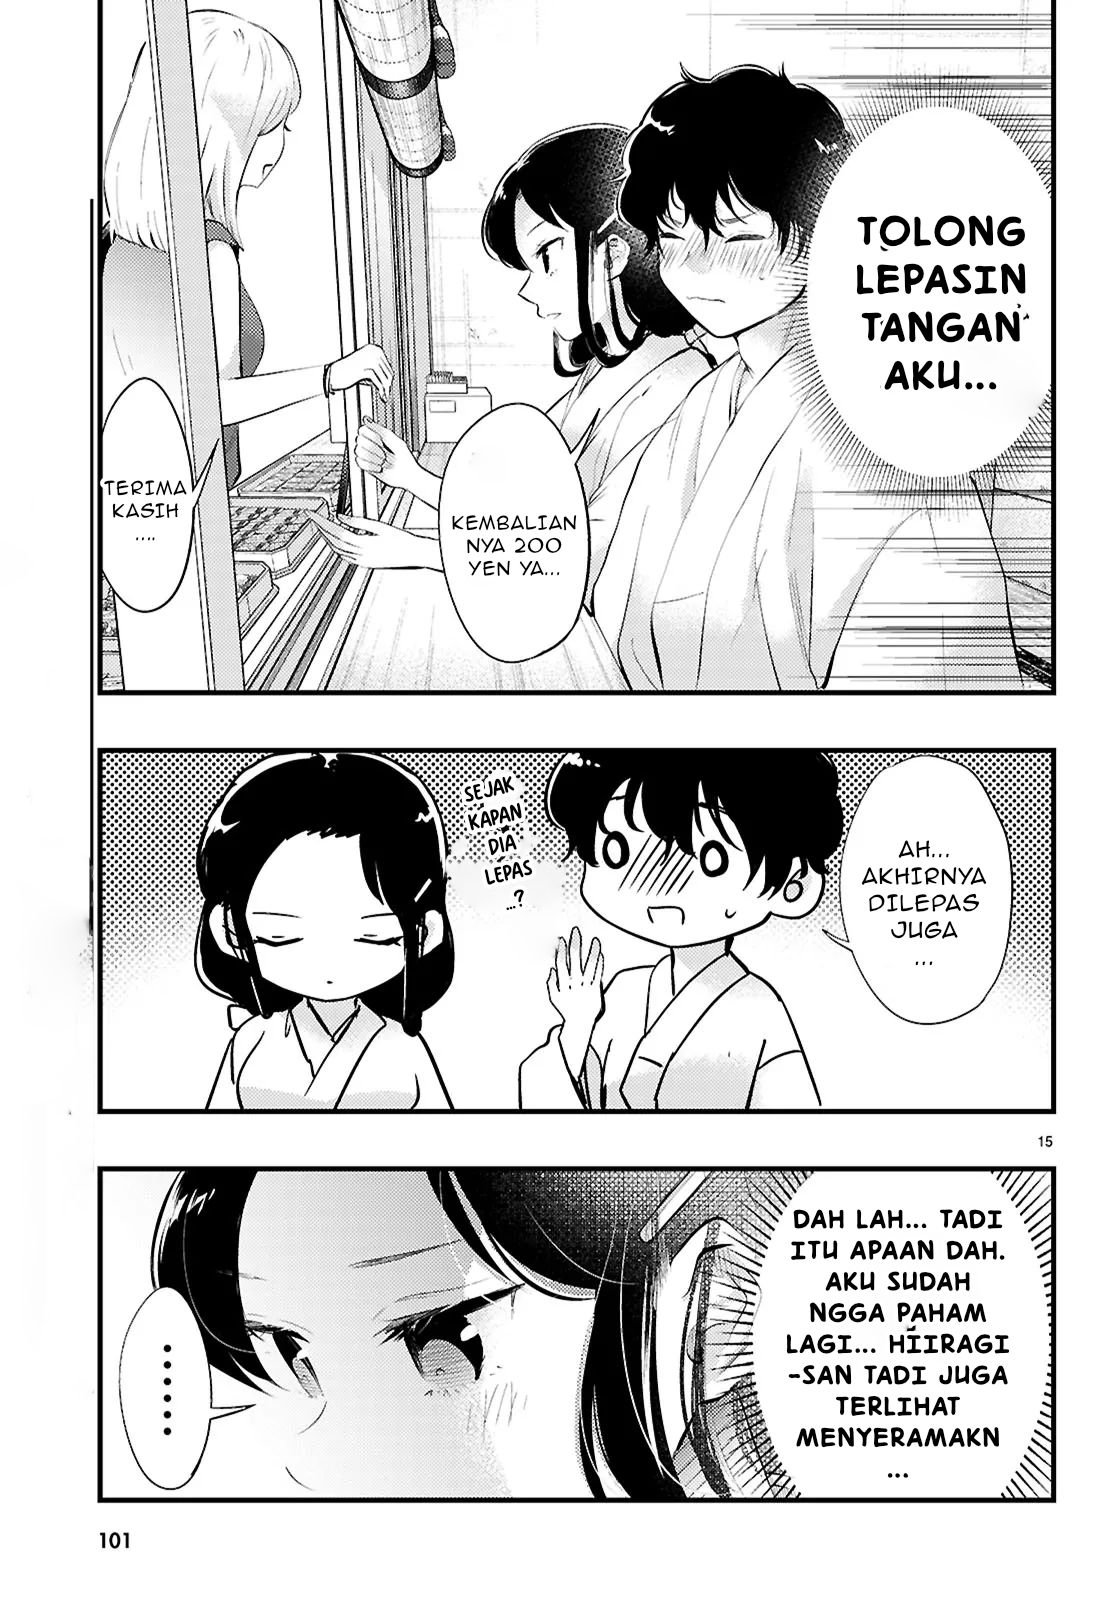 TOLONG
LEPASIN
TANGAN
AKU...
KEMBALIAN
NYA 200
YEN YA...
TERIMA
KASIH
....
AH...
AKHIRNYA
DILEPAS
JUGA
...
SEJAK
KAPAN
DIA
LEPAS
...?
15
DAH LAH... TADI
ITU APAAN DAH.
AKU SUDAH
NGGA PAHAM
LAGI... HIIRAGI
-SAN TADI JUGA
TERLIHAT
MENYERAMAKN
...
......
101